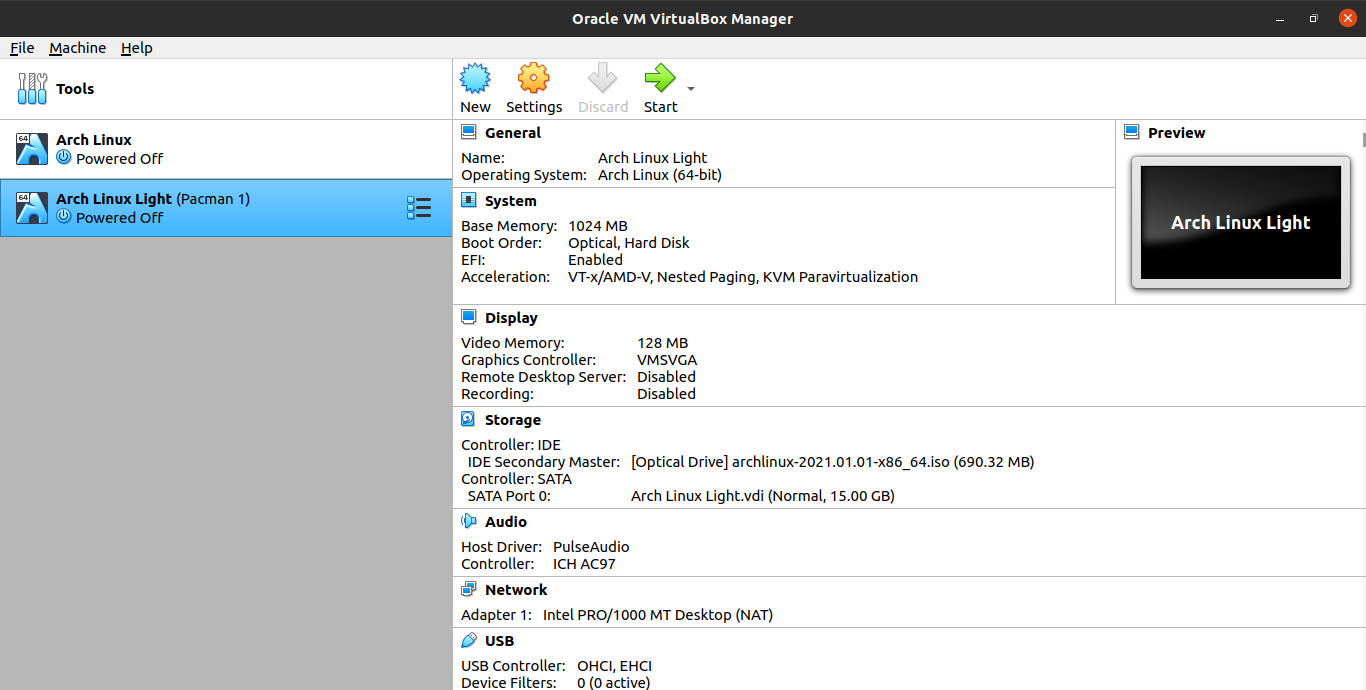 Oracle VM VirtualBox Manager
File Machine Help
Tools
New Settings Discard Start
64
Arch Linux
Powered Off
64
Arch Linux Light (Pacman 1)
Powered Off
General
Name: Arch Linux Light
Operating System: Arch Linux (64-bit)
System
Base Memory: 1024 MB
Boot Order: Optical, Hard Disk
EFI: Enabled
Acceleration: VT-x/AMD-V, Nested Paging, KVM Paravirtualization
Preview
Arch Linux Light
Display
Video Memory: 128 MB
Graphics Controller: VMSVGA
Remote Desktop Server: Disabled
Recording: Disabled
Storage
Controller: IDE
IDE Secondary Master: [Optical Drive] archlinux-2021.01.01-x86_64.iso (690.32 MB)
Controller: SATA
SATA Port 0: Arch Linux Light.vdi (Normal, 15.00 GB)
Audio
Host Driver: PulseAudio
Controller: ICH AC97
Network
Adapter 1: Intel PRO/1000 MT Desktop (NAT)
USB
USB Controller: OHCI, EHCI
Device Filters: 0 (0 active)